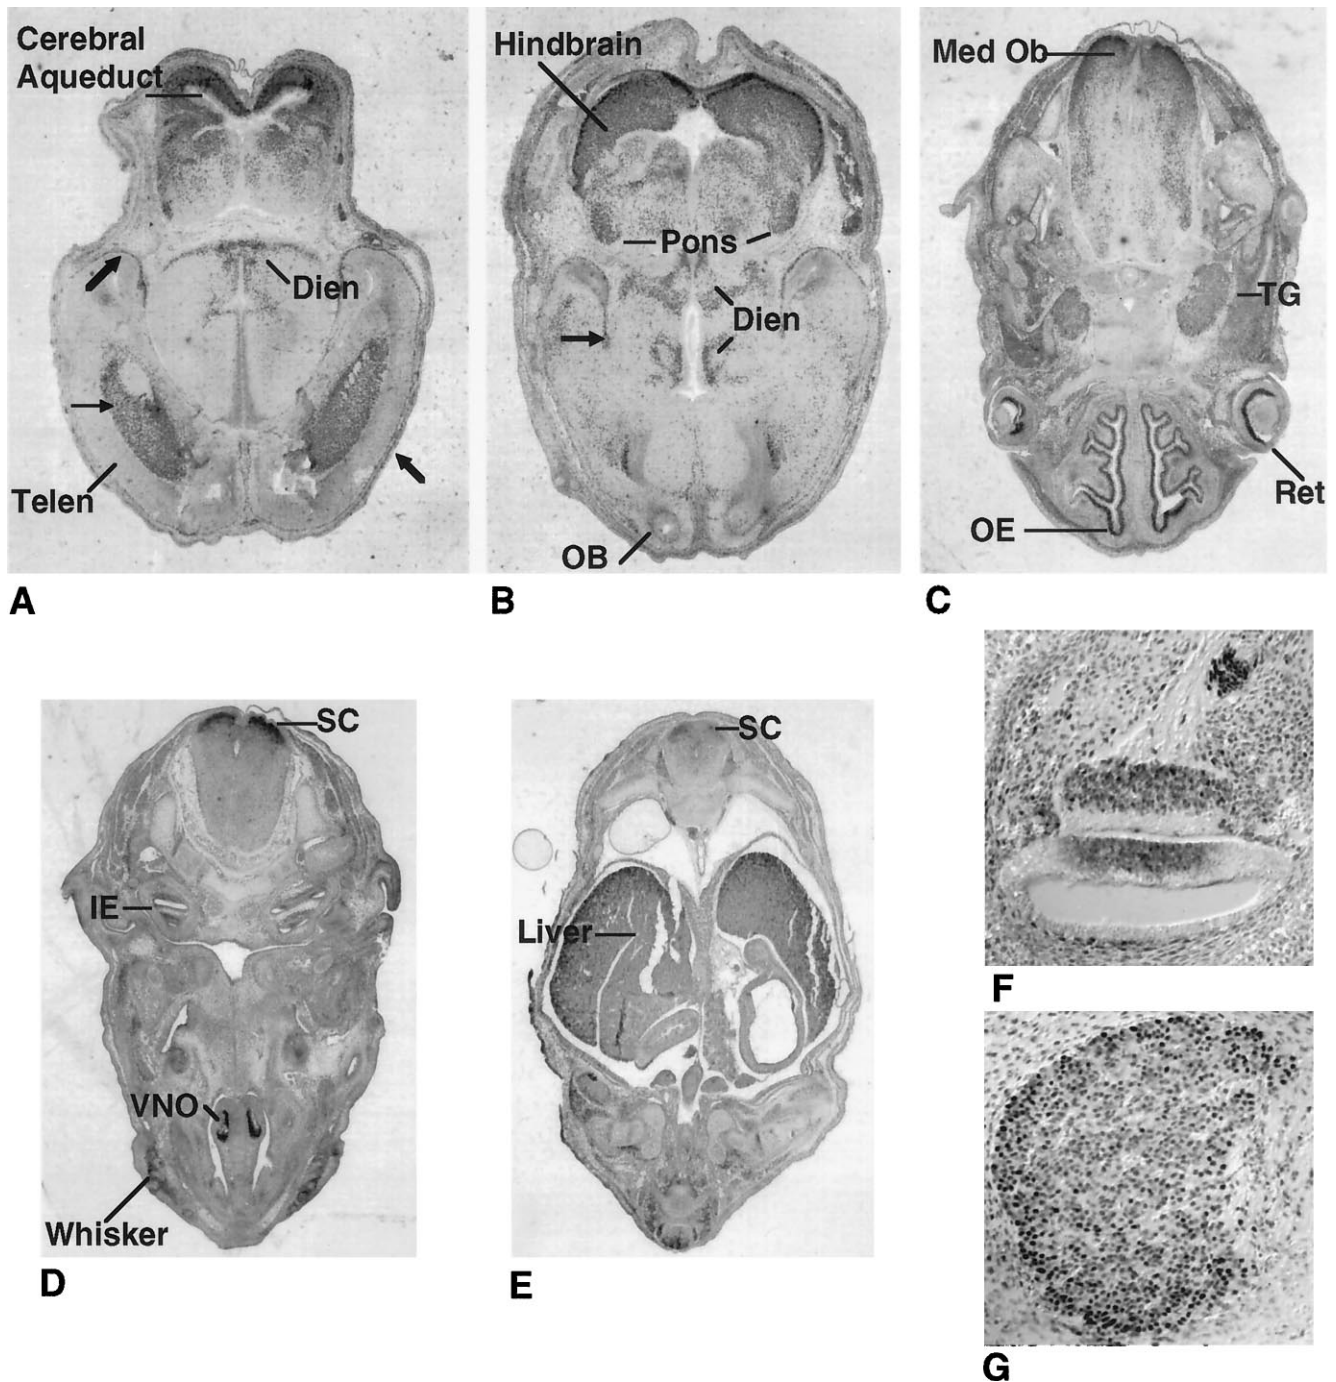 Cerebral
Aqueduct
Dien
Telen
A
Hindbrain
Pons
Dien
OB
B
Med Ob
TG
Ret
OE
C
SC
IE
VNO
Whisker
D
SC
Liver
E
F
G